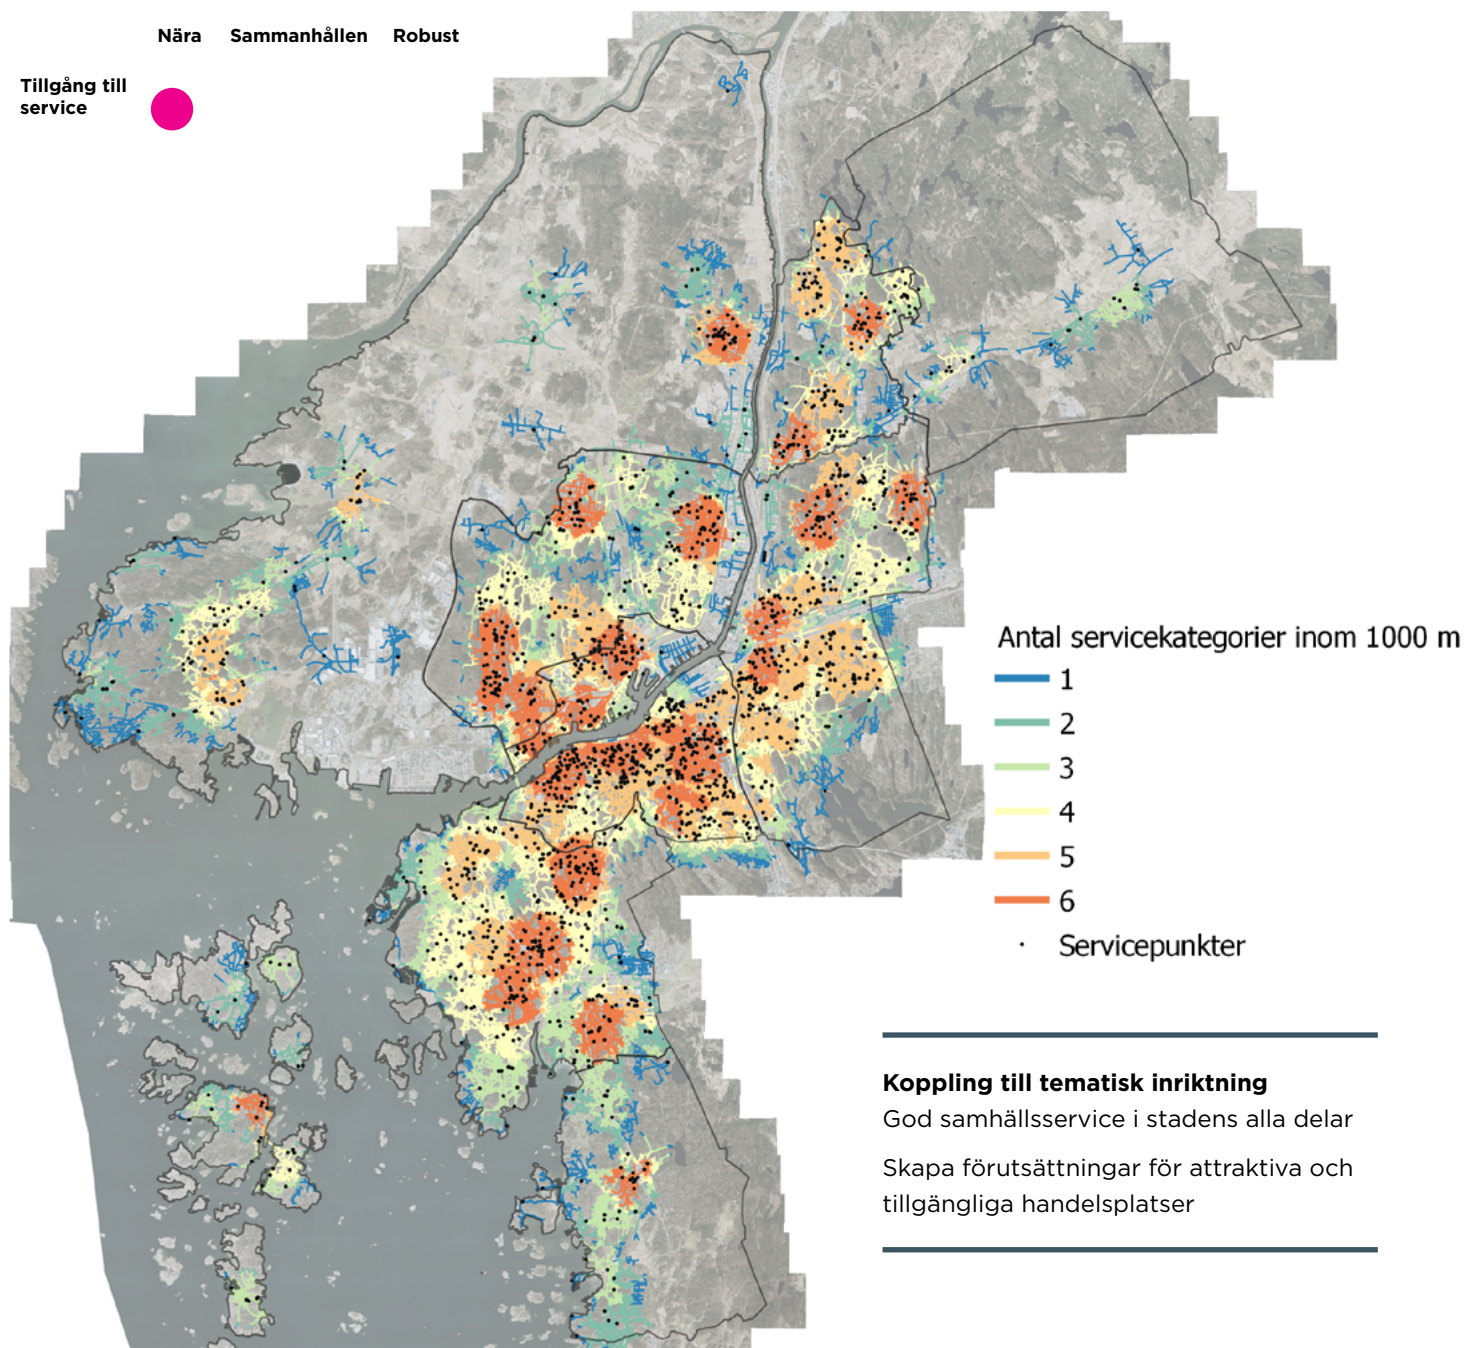 Nära Sammanhållen Robust
Tillgång till
service
Antal servicekategorier inom 1000 m
1
2
3
4
5
6
Servicepunkter
Koppling till tematisk inriktning
God samhällsservice i stadens alla delar
Skapa förutsättningar för attraktiva och
tillgängliga handelsplatser